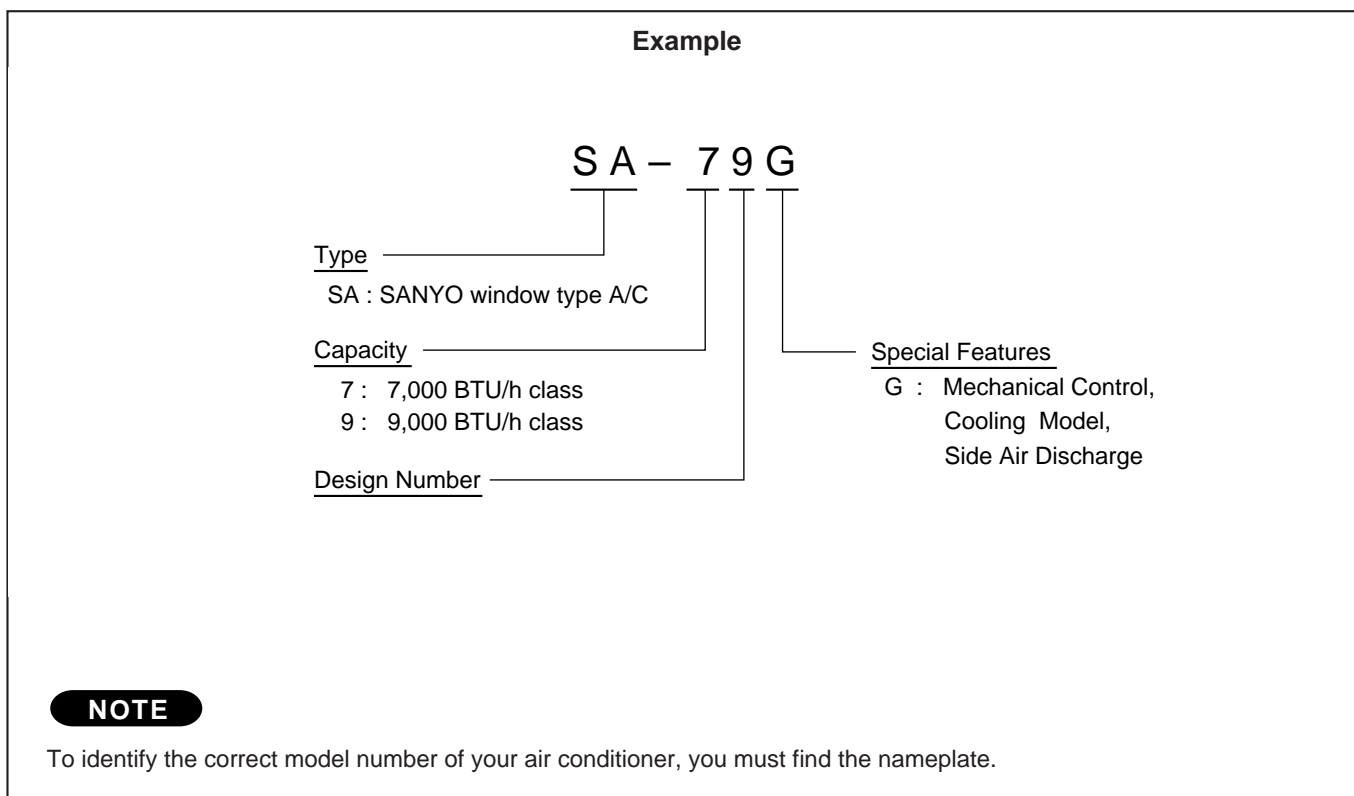 Example
SA – 79G
Type
SA : SANYO window type A/C
Capacity
7 : 7,000 BTU/h class
9 : 9,000 BTU/h class
Design Number
Special Features
G : Mechanical Control,
Cooling Model,
Side Air Discharge
NOTE
To identify the correct model number of your air conditioner, you must find the nameplate.